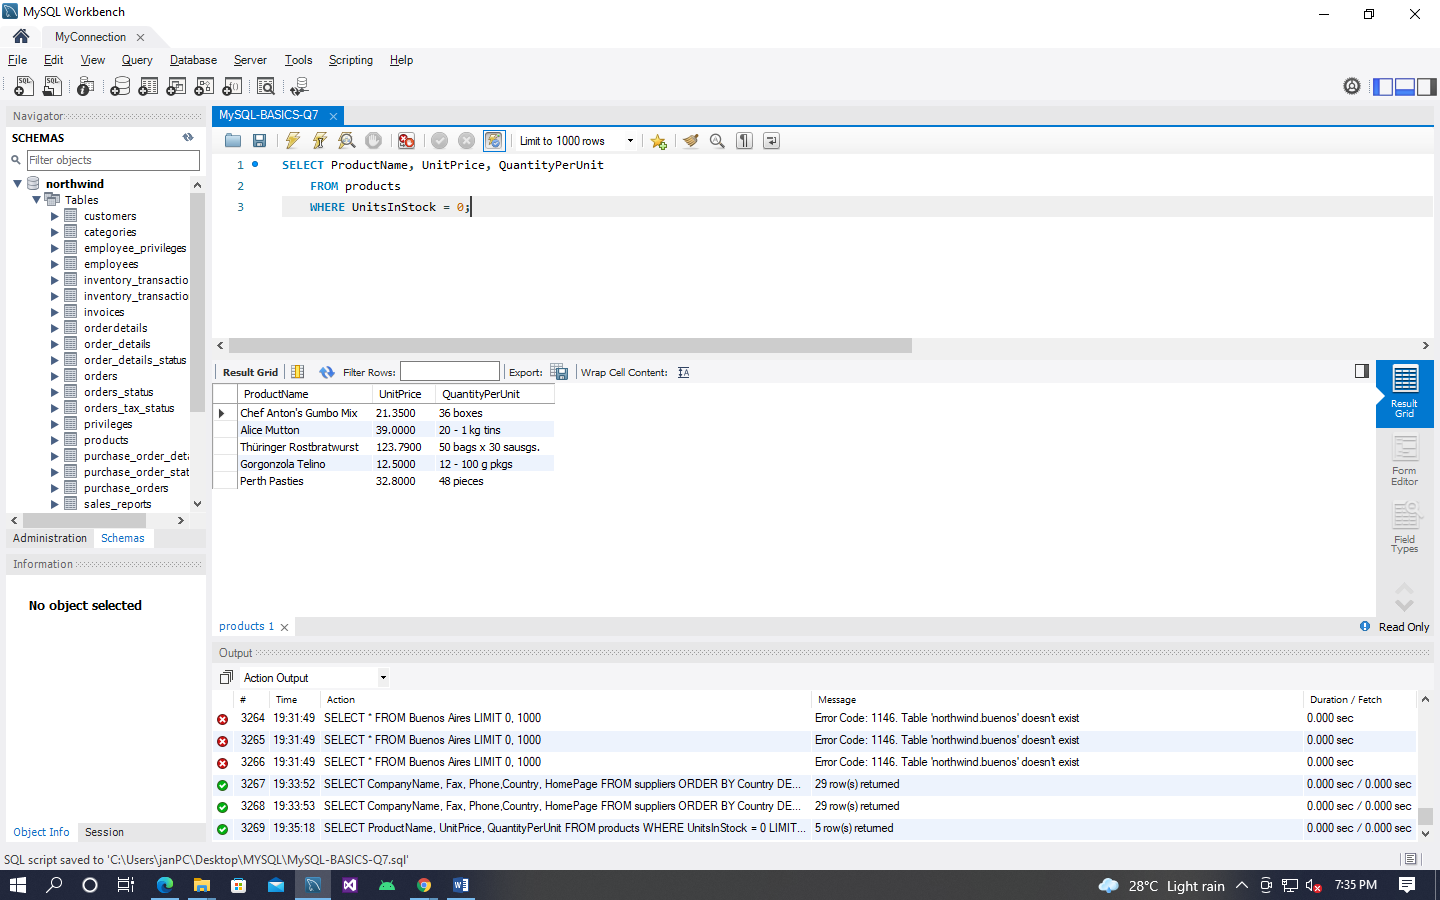 MySQL Workbench
MyConnection
File Edit View Query Database Server Tools Scripting Help
Navigator
SCHEMAS
Filter objects
northwind
Tables
customers
categories
employee_privileges
employees
inventory_transactio
inventory_transactio
invoices
orderdetails
order_details
order_details_status
orders
orders_status
orders_tax_status
privileges
products
purchase_order_deta
purchase_order_stat
purchase_orders
sales_reports
Administration Schemas
Information
No object selected
Object Info Session
MySQL-BASICS-Q7
Limit to 1000 rows
1 SELECT ProductName, UnitPrice, QuantityPerUnit
2 FROM products
3 WHERE UnitsInStock = 0;
Result Grid Filter Rows: Export: Wrap Cell Content:
ProductName UnitPrice QuantityPerUnit
Chef Anton's Gumbo Mix 21.3500 36 boxes
Alice Mutton 39.0000 20 - 1 kg tins
Thüringer Rostbratwurst 123.7900 50 bags x 30 sausgs.
Gorgonzola Telino 12.5000 12 - 100 g pkgs
Perth Pasties 32.8000 48 pieces
Result
Grid
Form
Editor
Field
Types
products 1
Read Only
Output
Action Output
# Time Action Message Duration / Fetch
3264 19:31:49 SELECT * FROM Buenos Aires LIMIT 0, 1000 Error Code: 1146. Table 'northwind.buenos' doesn't exist 0.000 sec
3265 19:31:49 SELECT * FROM Buenos Aires LIMIT 0, 1000 Error Code: 1146. Table 'northwind.buenos' doesn't exist 0.000 sec
3266 19:31:49 SELECT * FROM Buenos Aires LIMIT 0, 1000 Error Code: 1146. Table 'northwind.buenos' doesn't exist 0.000 sec
3267 19:33:52 SELECT CompanyName, Fax, Phone,Country, HomePage FROM suppliers ORDER BY Country DE... 29 row(s) returned 0.000 sec / 0.000 sec
3268 19:33:53 SELECT CompanyName, Fax, Phone,Country, HomePage FROM suppliers ORDER BY Country DE... 29 row(s) returned 0.000 sec / 0.000 sec
3269 19:35:18 SELECT ProductName, UnitPrice, QuantityPerUnit FROM products WHERE UnitsInStock = 0 LIMIT... 5 row(s) returned 0.000 sec / 0.000 sec
SQL script saved to 'C:\Users\janPC\Desktop\MYSQL\MySQL-BASICS-Q7.sql'
28°C Light rain 7:35 PM